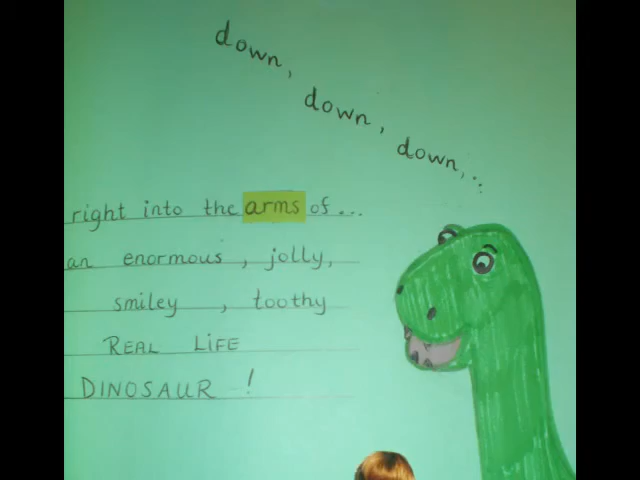 down,
down,
down,...
right into the arms of...
an enormous, jolly,
smiley, toothy
REAL LIFE
DINOSAUR !